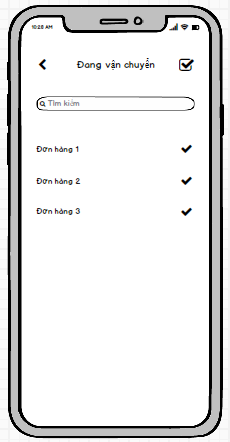 10:28 AM
Đang vận chuyển
Tìm kiếm
Đơn hàng 1
Đơn hàng 2
Đơn hàng 3